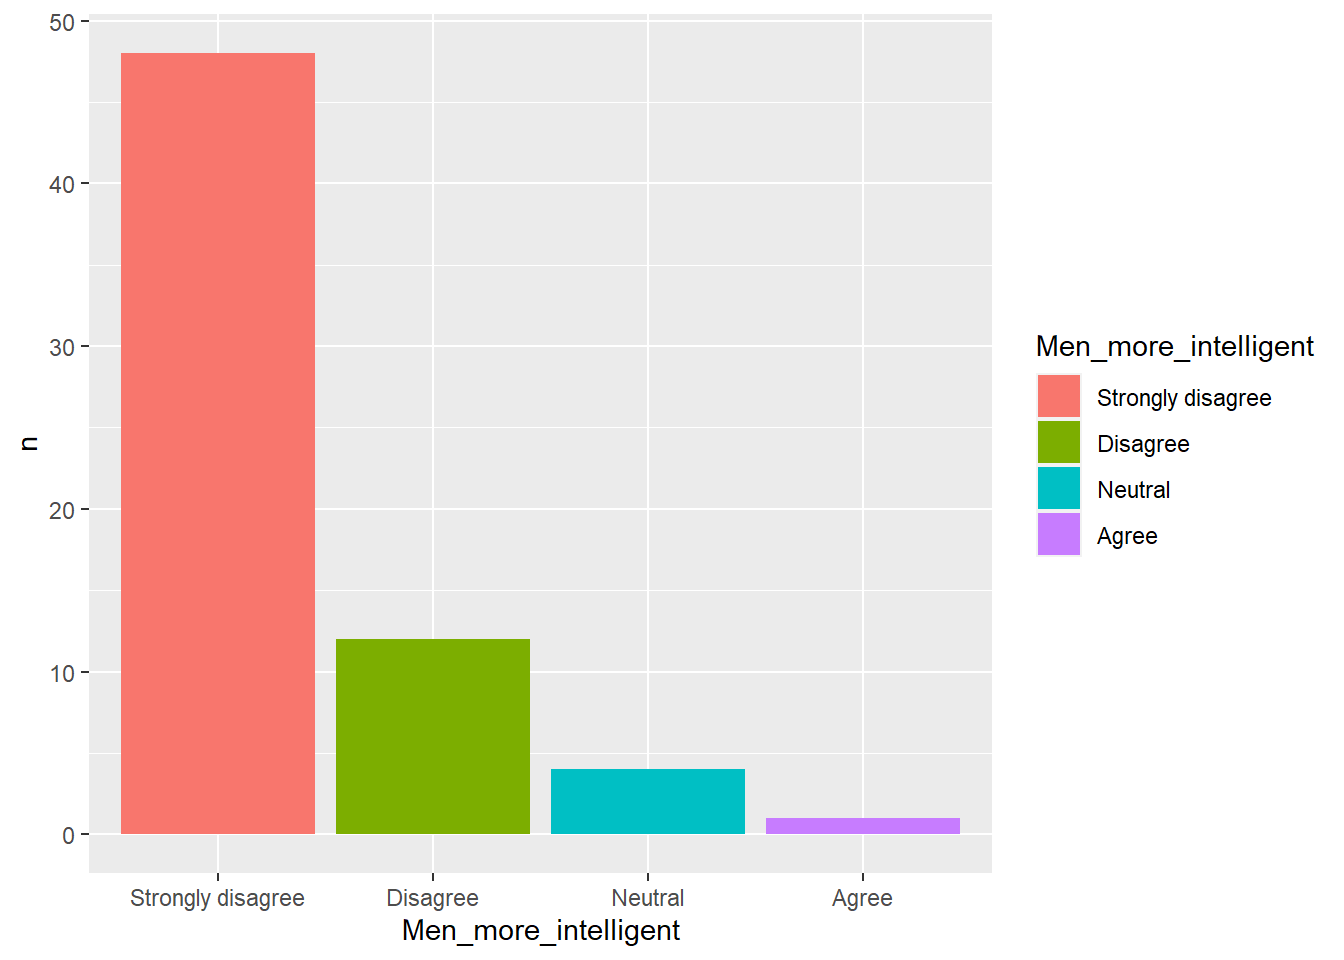 50
40
30
20
10
0
n
Strongly disagree Disagree Neutral Agree
Men_more_intelligent
Men_more_intelligent
Strongly disagree
Disagree
Neutral
Agree